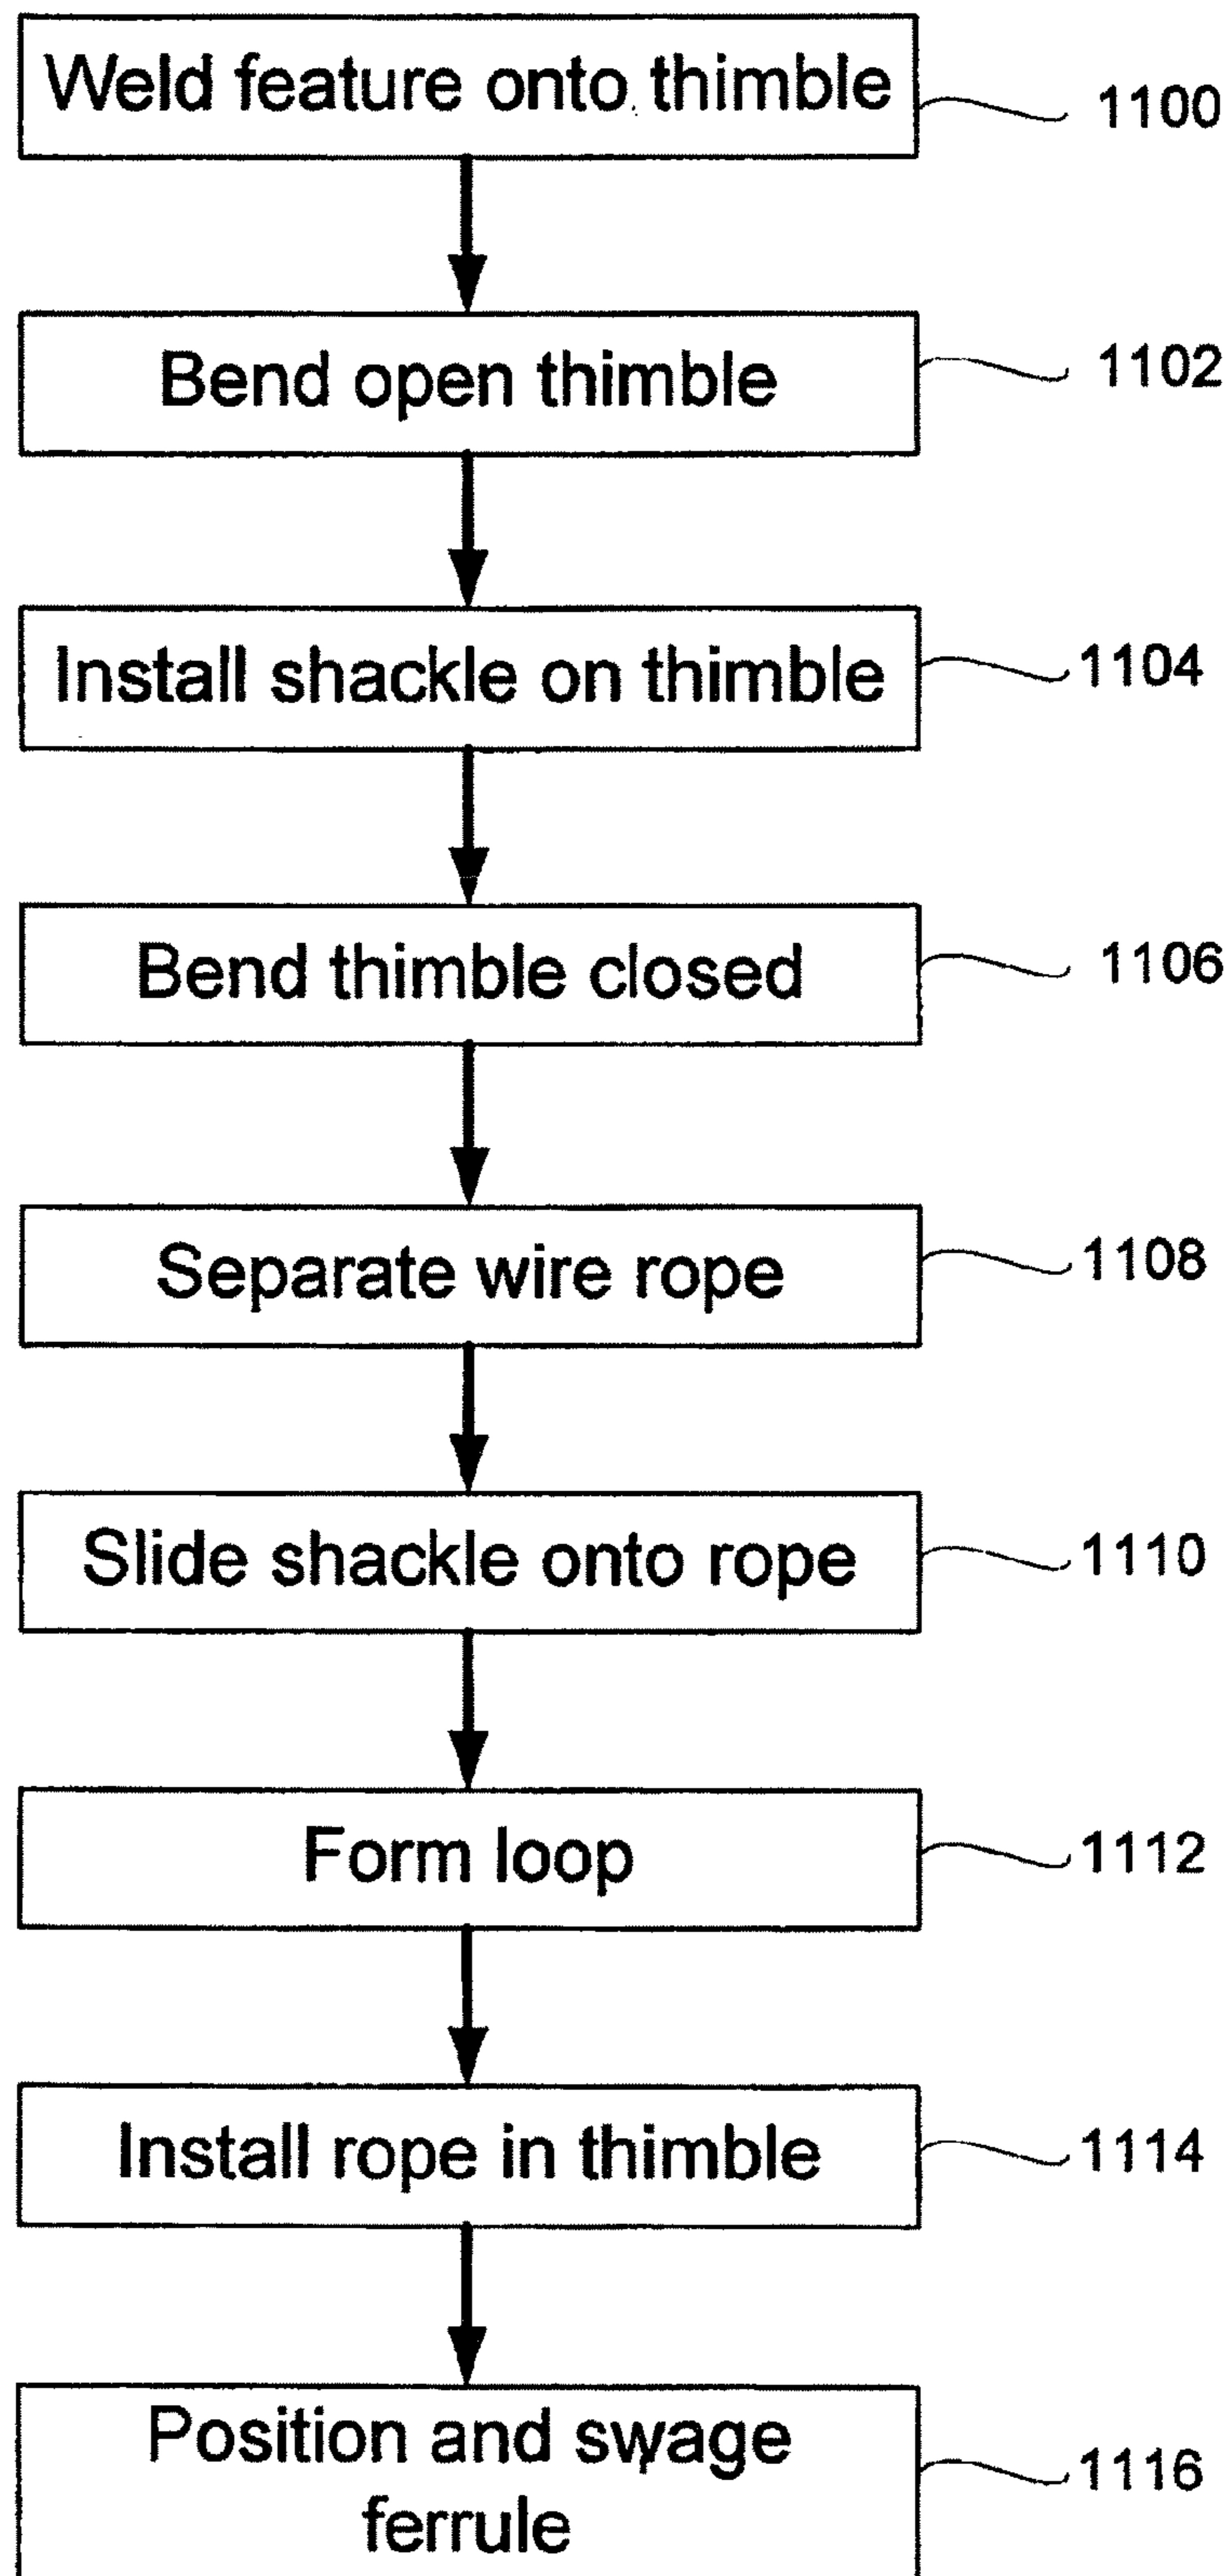 Weld feature onto thimble
1100
Bend open thimble
1102
Install shackle on thimble
1104
Bend thimble closed
1106
Separate wire rope
1108
Slide shackle onto rope
1110
Form loop
1112
Install rope in thimble
1114
Position and swage
ferrule
1116